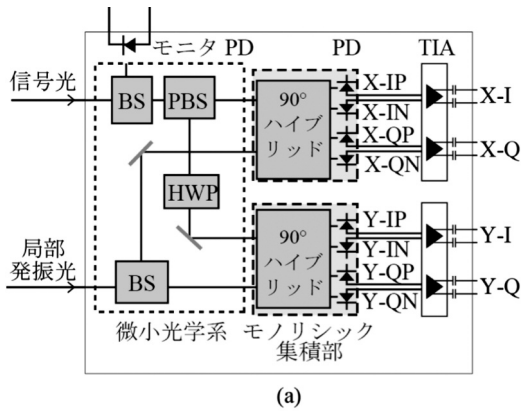 モニタ PD
PD
TIA
信号光
BS
PBS
90°
ハイブ
リッド
X-IP
X-IN
X-QP
X-QN
X-I
X-Q
HWP
局部
発振光
BS
90°
ハイブ
リッド
Y-IP
Y-IN
Y-QP
Y-QN
Y-I
Y-Q
微小光学系
モノリシック
集積部
(a)